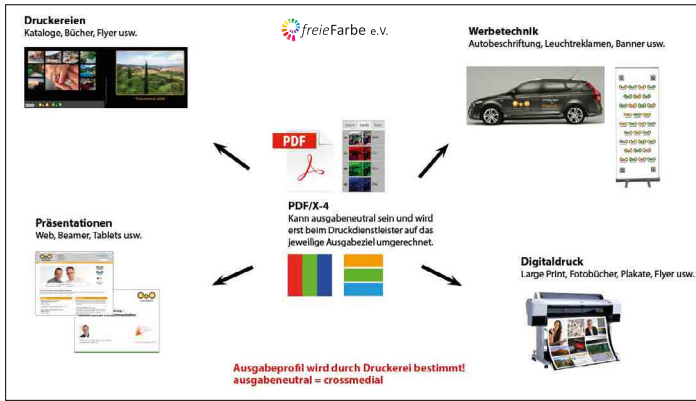 Druckereien
Kataloge, Bücher, Flyer usw.
freieFarbe e.V.
Werbetechnik
Autobeschriftung, Leuchtreklamen, Banner usw.
PDF
PDF/X-4
Kann ausgabeneutral sein und wird
erst beim Druckdienstleister auf das
jeweilige Ausgabeziel umgerechnet.
Präsentationen
Web, Beamer, Tablets usw.
Digitaldruck
Large Print, Fotobücher, Plakate, Flyer usw.
Ausgabeprofil wird durch Druckerei bestimmt!
ausgabeneutral = crossmedial